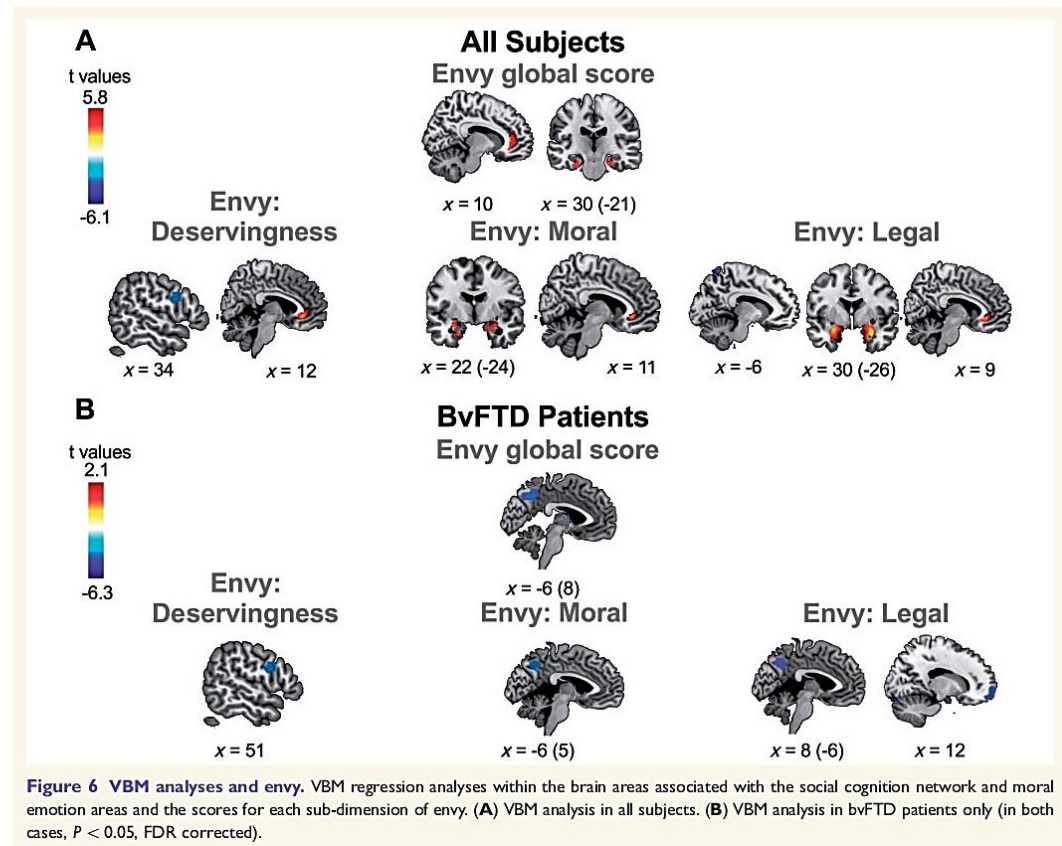 A
All Subjects
t values
Envy global score
5.8
-6.1
x = 10
x = 30 (-21)
Envy:
Deservingness
Envy: Moral
Envy: Legal
x = 34
x = 12
x = 22 (-24)
x = 11
x = -6
x = 30 (-26)
x = 9
B
BvFTD Patients
t values
Envy global score
2.1
-6.3
x = -6 (8)
Envy:
Deservingness
Envy: Moral
Envy: Legal
x = 51
x = -6 (5)
x = 8 (-6)
x = 12
Figure 6 VBM analyses and envy. VBM regression analyses within the brain areas associated with the social cognition network and moral
emotion areas and the scores for each sub-dimension of envy. (A) VBM analysis in all subjects. (B) VBM analysis in bvFTD patients only (in both
cases, P < 0.05, FDR corrected).